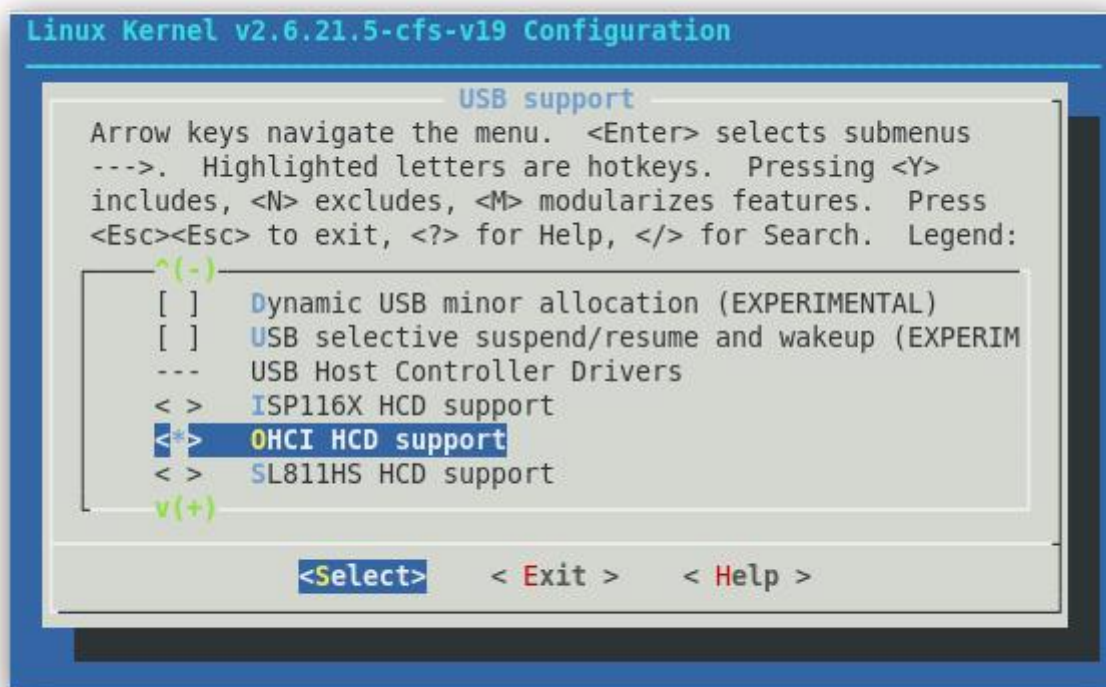 Linux Kernel v2.6.21.5-cfs-v19 Configuration
USB support
Arrow keys navigate the menu.  <Enter> selects submenus
--->.  Highlighted letters are hotkeys.  Pressing <Y>
includes, <N> excludes, <M> modularizes features.  Press
<Esc><Esc> to exit, <?> for Help, </> for Search.  Legend:
^(-)
[ ]   Dynamic USB minor allocation (EXPERIMENTAL)
[ ]   USB selective suspend/resume and wakeup (EXPERIM
---   USB Host Controller Drivers
< >   ISP116X HCD support
<*>   OHCI HCD support
< >   SL811HS HCD support
v(+)
<Select>    < Exit >    < Help >